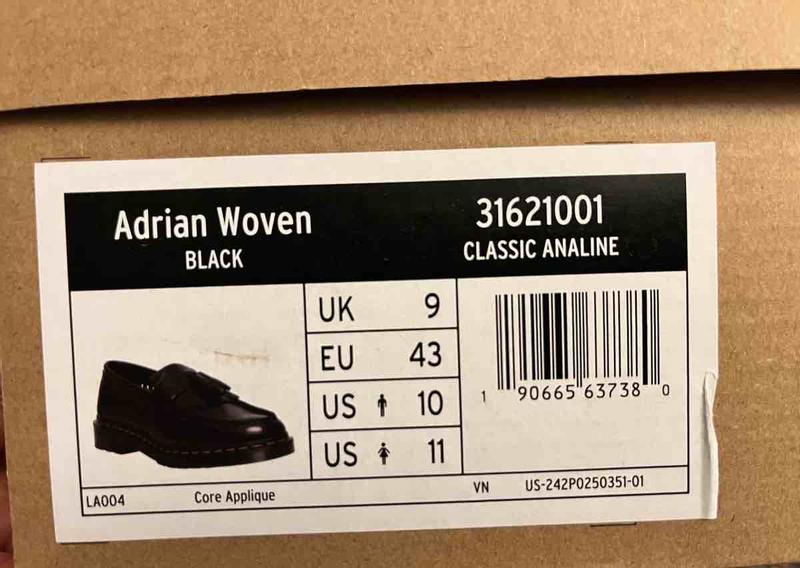 Adrian Woven
BLACK
31621001
CLASSIC ANALINE
UK 9
EU 43
US 10
US 11
1 90665 63738 0
LA004 Core Applique VN US-242P0250351-01